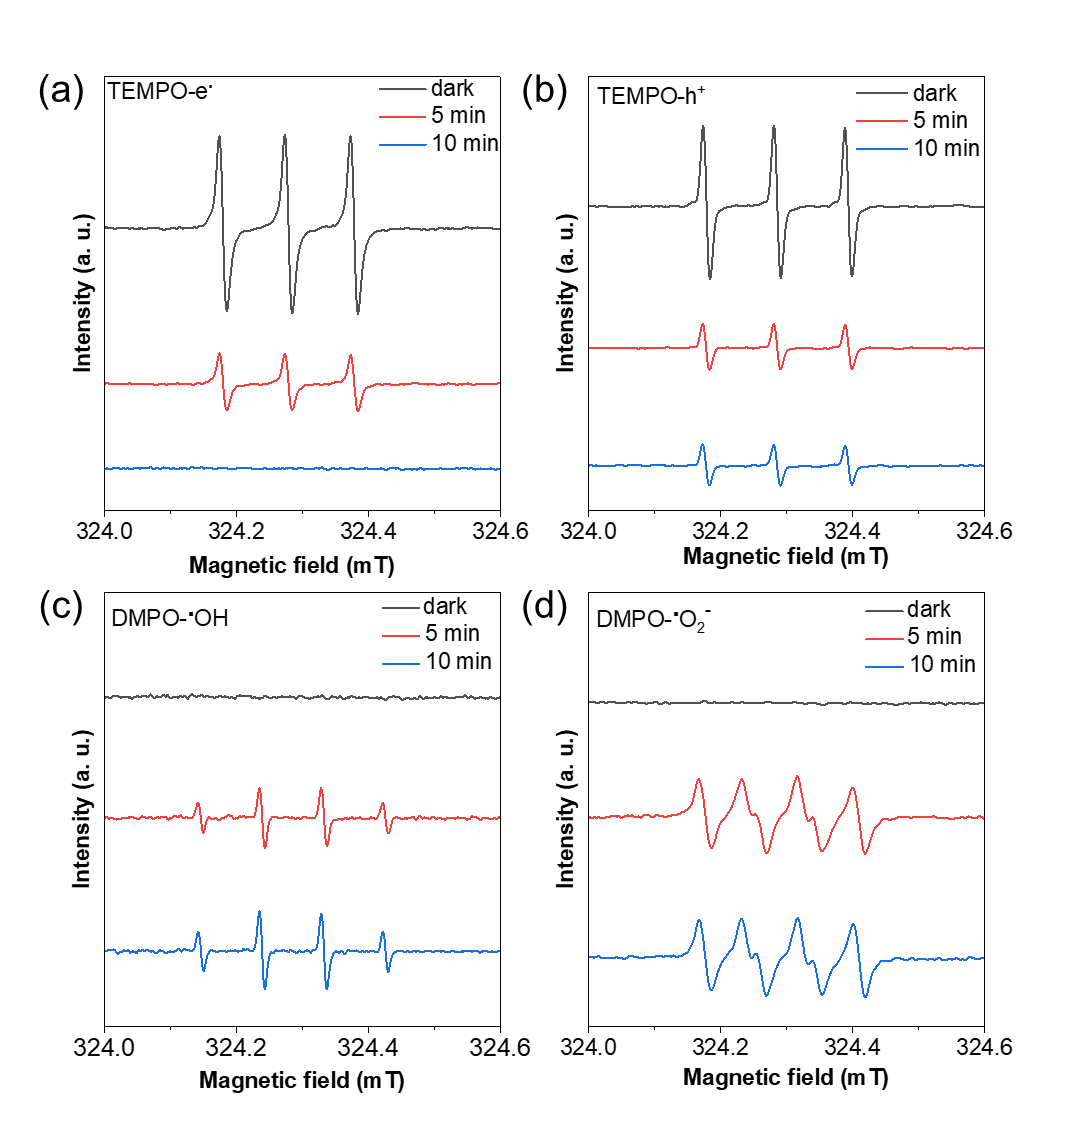 (a)
TEMPO-e⁻
dark
5 min
10 min
Intensity (a. u.)
324.0 324.2 324.4 324.6
Magnetic field (mT)
(b)
TEMPO-h⁺
dark
5 min
10 min
Intensity (a. u.)
324.0 324.2 324.4 324.6
Magnetic field (mT)
(c)
DMPO-·OH
dark
5 min
10 min
Intensity (a. u.)
324.0 324.2 324.4 324.6
Magnetic field (mT)
(d)
DMPO-·O₂⁻
dark
5 min
10 min
Intensity (a. u.)
324.0 324.2 324.4 324.6
Magnetic field (mT)